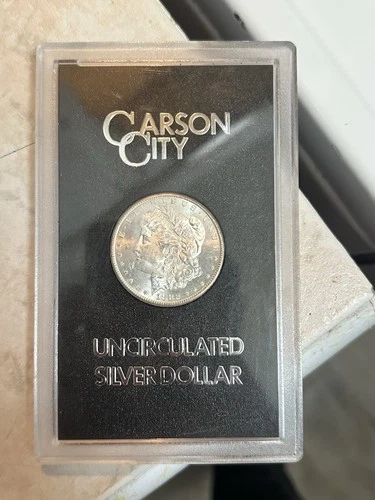 CARSON
CITY
UNCIRCULATED
SILVER DOLLAR